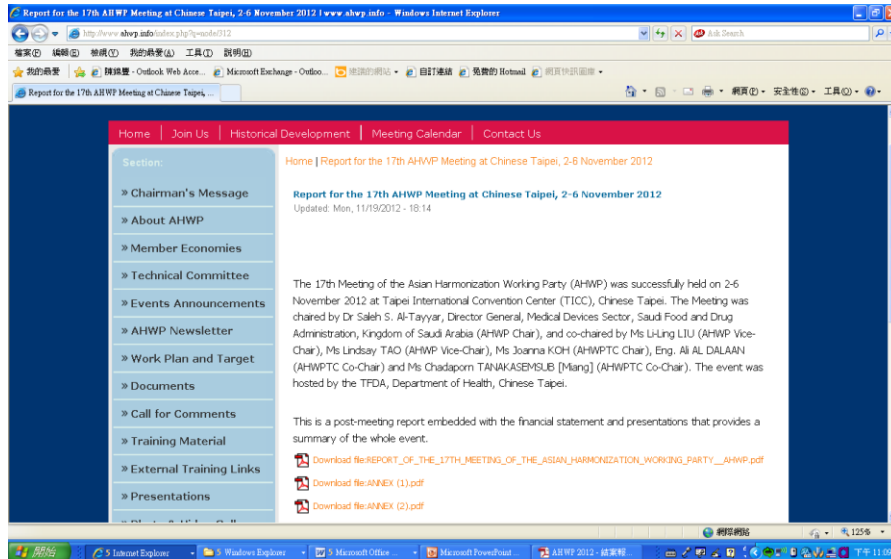 Report for the 17th AHWP Meeting at Chinese Taipei, 2-6 November 2012 | www.ahwp.info - Windows Internet Explorer
http://www.ahwp.info/index.php?q=node/312
Ask Search
檔案(F) 編輯(E) 檢視(V) 我的最愛(A) 工具(T) 說明(H)
我的最愛 - Outlook Web Acce... Microsoft Exchange - Outloo... 建議的網站 自訂連結 免費的 Hotmail 網頁快訊圖庫
Report for the 17th AHWP Meeting at Chinese Taipei, ... 網頁(P) 安全性(S) 工具(O)
Home | Join Us | Historical Development | Meeting Calendar | Contact Us
Section:
» Chairman's Message
» About AHWP
» Member Economies
» Technical Committee
» Events Announcements
» AHWP Newsletter
» Work Plan and Target
» Documents
» Call for Comments
» Training Material
» External Training Links
» Presentations
Home | Report for the 17th AHWP Meeting at Chinese Taipei, 2-6 November 2012
Report for the 17th AHWP Meeting at Chinese Taipei, 2-6 November 2012
Updated: Mon, 11/19/2012 - 18:14
The 17th Meeting of the Asian Harmonization Working Party (AHWP) was successfully held on 2-6
November 2012 at Taipei International Convention Center (TICC), Chinese Taipei. The Meeting was
chaired by Dr Saleh S. Al-Tayyar, Director General, Medical Devices Sector, Saudi Food and Drug
Administration, Kingdom of Saudi Arabia (AHWP Chair), and co-chaired by Ms Li-Ling LIU (AHWP Vice-
Chair), Ms Lindsay TAO (AHWP Vice-Chair), Ms Joanna KOH (AHWPTC Chair), Eng. Ali AL DALAAN
(AHWPTC Co-Chair) and Ms Chadaporn TANAKASEMSUB [Miang] (AHWPTC Co-Chair). The event was
hosted by the TFDA, Department of Health, Chinese Taipei.
This is a post-meeting report embedded with the financial statement and presentations that provides a
summary of the whole event.
Download file:REPORT_OF_THE_17TH_MEETING_OF_THE_ASIAN_HARMONIZATION_WORKING_PARTY__AHWP.pdf
Download file:ANNEX (1).pdf
Download file:ANNEX (2).pdf
網際網路 125%
開始 5 Internet Explorer 5 Windows Explorer 5 Microsoft Office ... Microsoft PowerPoint ... AHWP 2012 - 結案報...